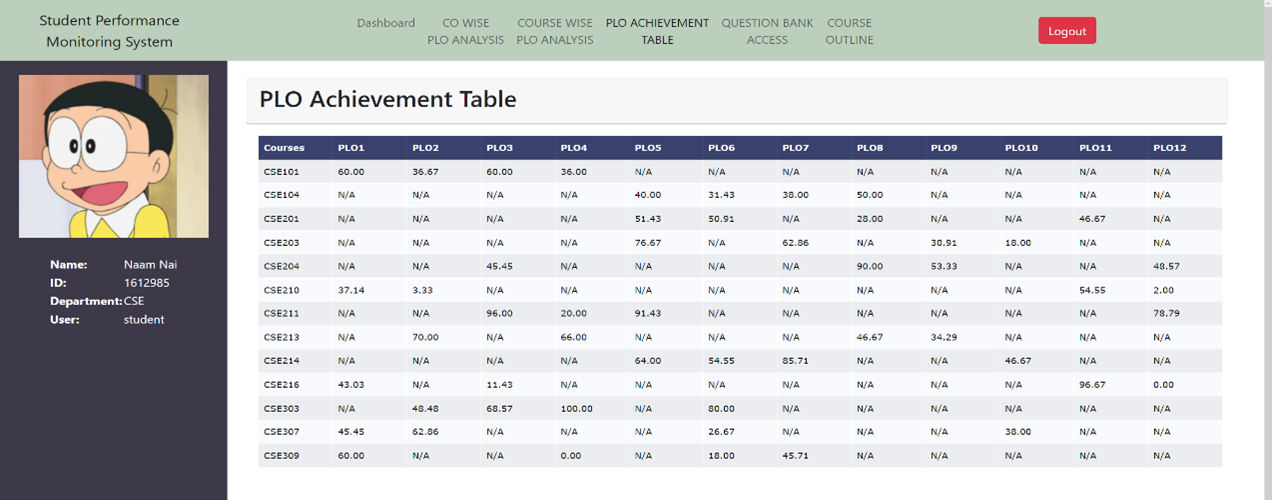 Student Performance
Monitoring System
Dashboard
CO WISE
PLO ANALYSIS
COURSE WISE
PLO ANALYSIS
PLO ACHIEVEMENT
TABLE
QUESTION BANK
ACCESS
COURSE
OUTLINE
Logout
Name: Naam Nai
ID: 1612985
Department: CSE
User: student
PLO Achievement Table
Courses PLO1 PLO2 PLO3 PLO4 PLO5 PLO6 PLO7 PLO8 PLO9 PLO10 PLO11 PLO12
CSE101 60.00 36.67 60.00 36.00 N/A N/A N/A N/A N/A N/A N/A N/A
CSE104 N/A N/A N/A N/A 40.00 31.43 38.00 50.00 N/A N/A N/A N/A
CSE201 N/A N/A N/A N/A 51.43 50.91 N/A 28.00 N/A N/A 46.67 N/A
CSE203 N/A N/A N/A N/A 76.67 N/A 62.86 N/A 30.91 18.00 N/A N/A
CSE204 N/A N/A 45.45 N/A N/A N/A N/A 90.00 53.33 N/A N/A 48.57
CSE210 37.14 3.33 N/A N/A N/A N/A N/A N/A N/A N/A 54.55 2.00
CSE211 N/A N/A 96.00 20.00 91.43 N/A N/A N/A N/A N/A N/A 78.79
CSE213 N/A 70.00 N/A 66.00 N/A N/A N/A 46.67 34.29 N/A N/A N/A
CSE214 N/A N/A N/A N/A 64.00 54.55 85.71 N/A N/A 46.67 N/A N/A
CSE216 43.03 N/A 11.43 N/A N/A N/A N/A N/A N/A N/A 96.67 0.00
CSE303 N/A 48.48 68.57 100.00 N/A 80.00 N/A N/A N/A N/A N/A N/A
CSE307 45.45 62.86 N/A N/A N/A 26.67 N/A N/A N/A 38.00 N/A N/A
CSE309 60.00 N/A N/A 0.00 N/A 18.00 45.71 N/A N/A N/A N/A N/A